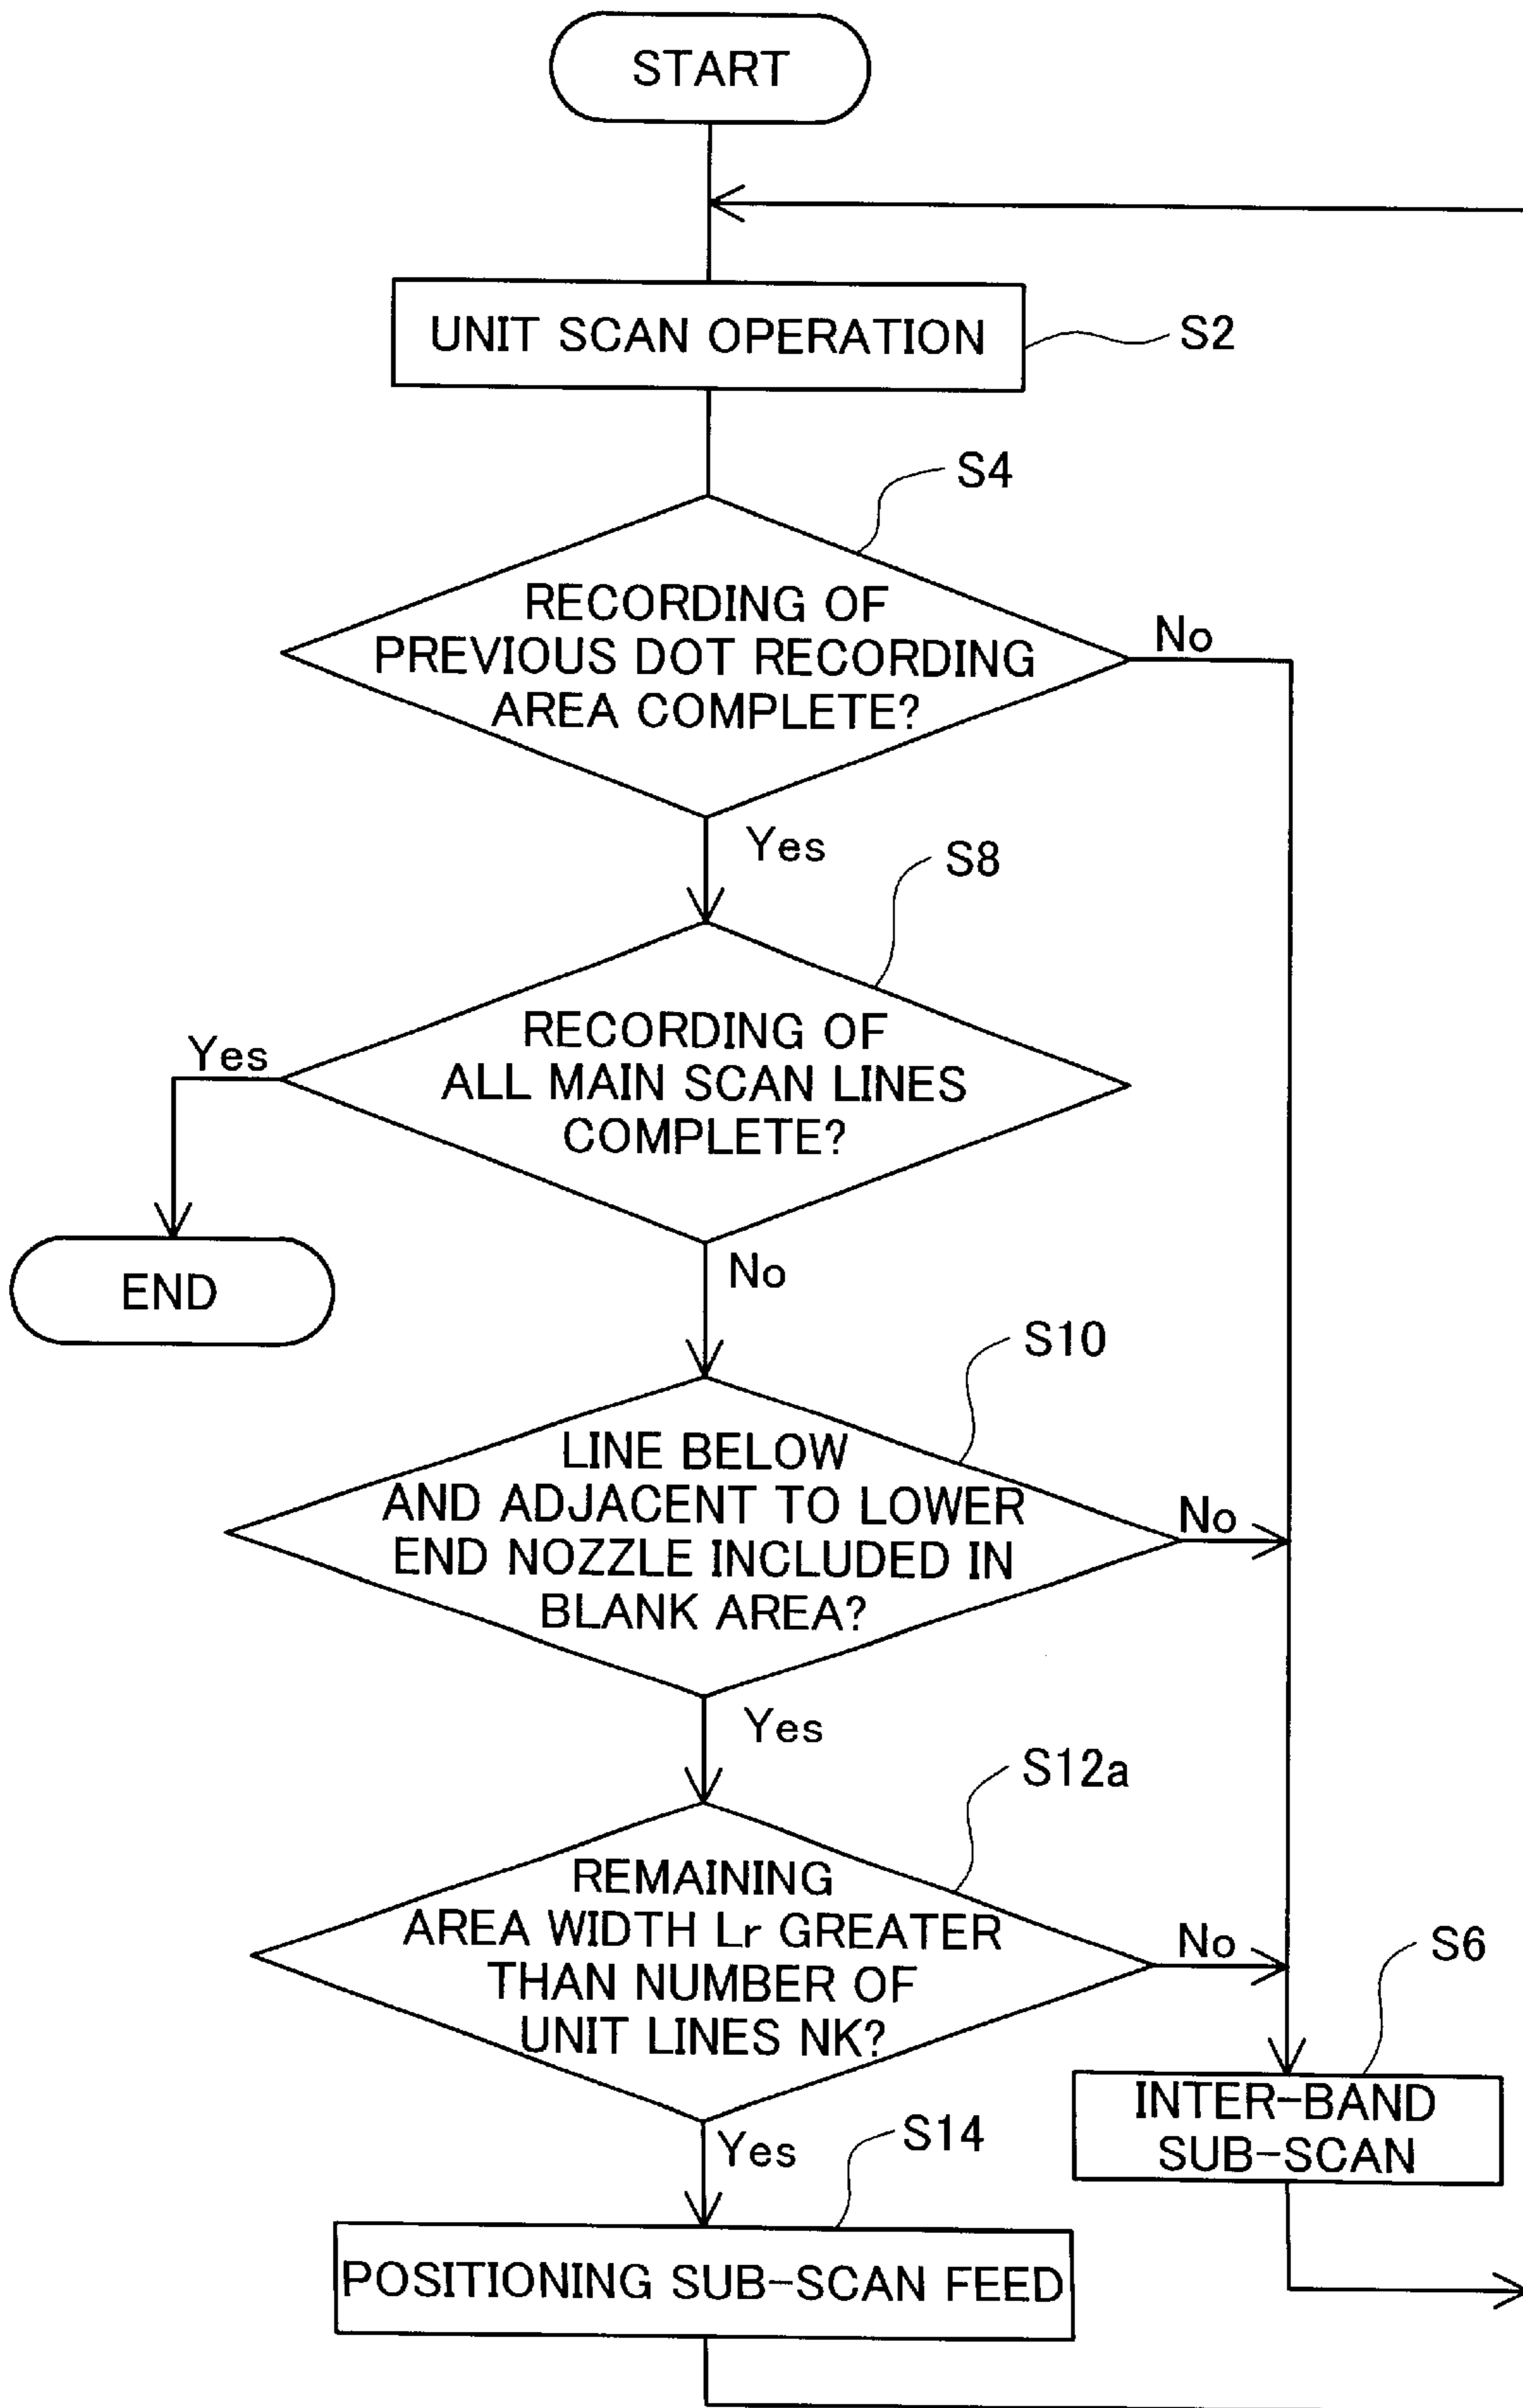 START
UNIT SCAN OPERATION
S2
S4
RECORDING OF
PREVIOUS DOT RECORDING
AREA COMPLETE?
No
Yes
S8
RECORDING OF
ALL MAIN SCAN LINES
COMPLETE?
Yes
END
No
S10
LINE BELOW
AND ADJACENT TO LOWER
END NOZZLE INCLUDED IN
BLANK AREA?
No
Yes
S12a
REMAINING
AREA WIDTH Lr GREATER
THAN NUMBER OF
UNIT LINES NK?
No
S6
INTER-BAND
SUB-SCAN
Yes
S14
POSITIONING SUB-SCAN FEED